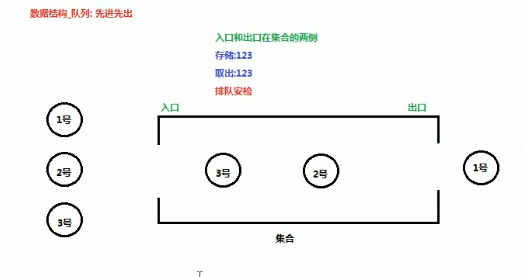 数据结构_队列: 先进先出
入口和出口在集合的两侧
存储:123
取出:123
排队安检
入口
出口
1号
2号
3号
3号
2号
1号
集合